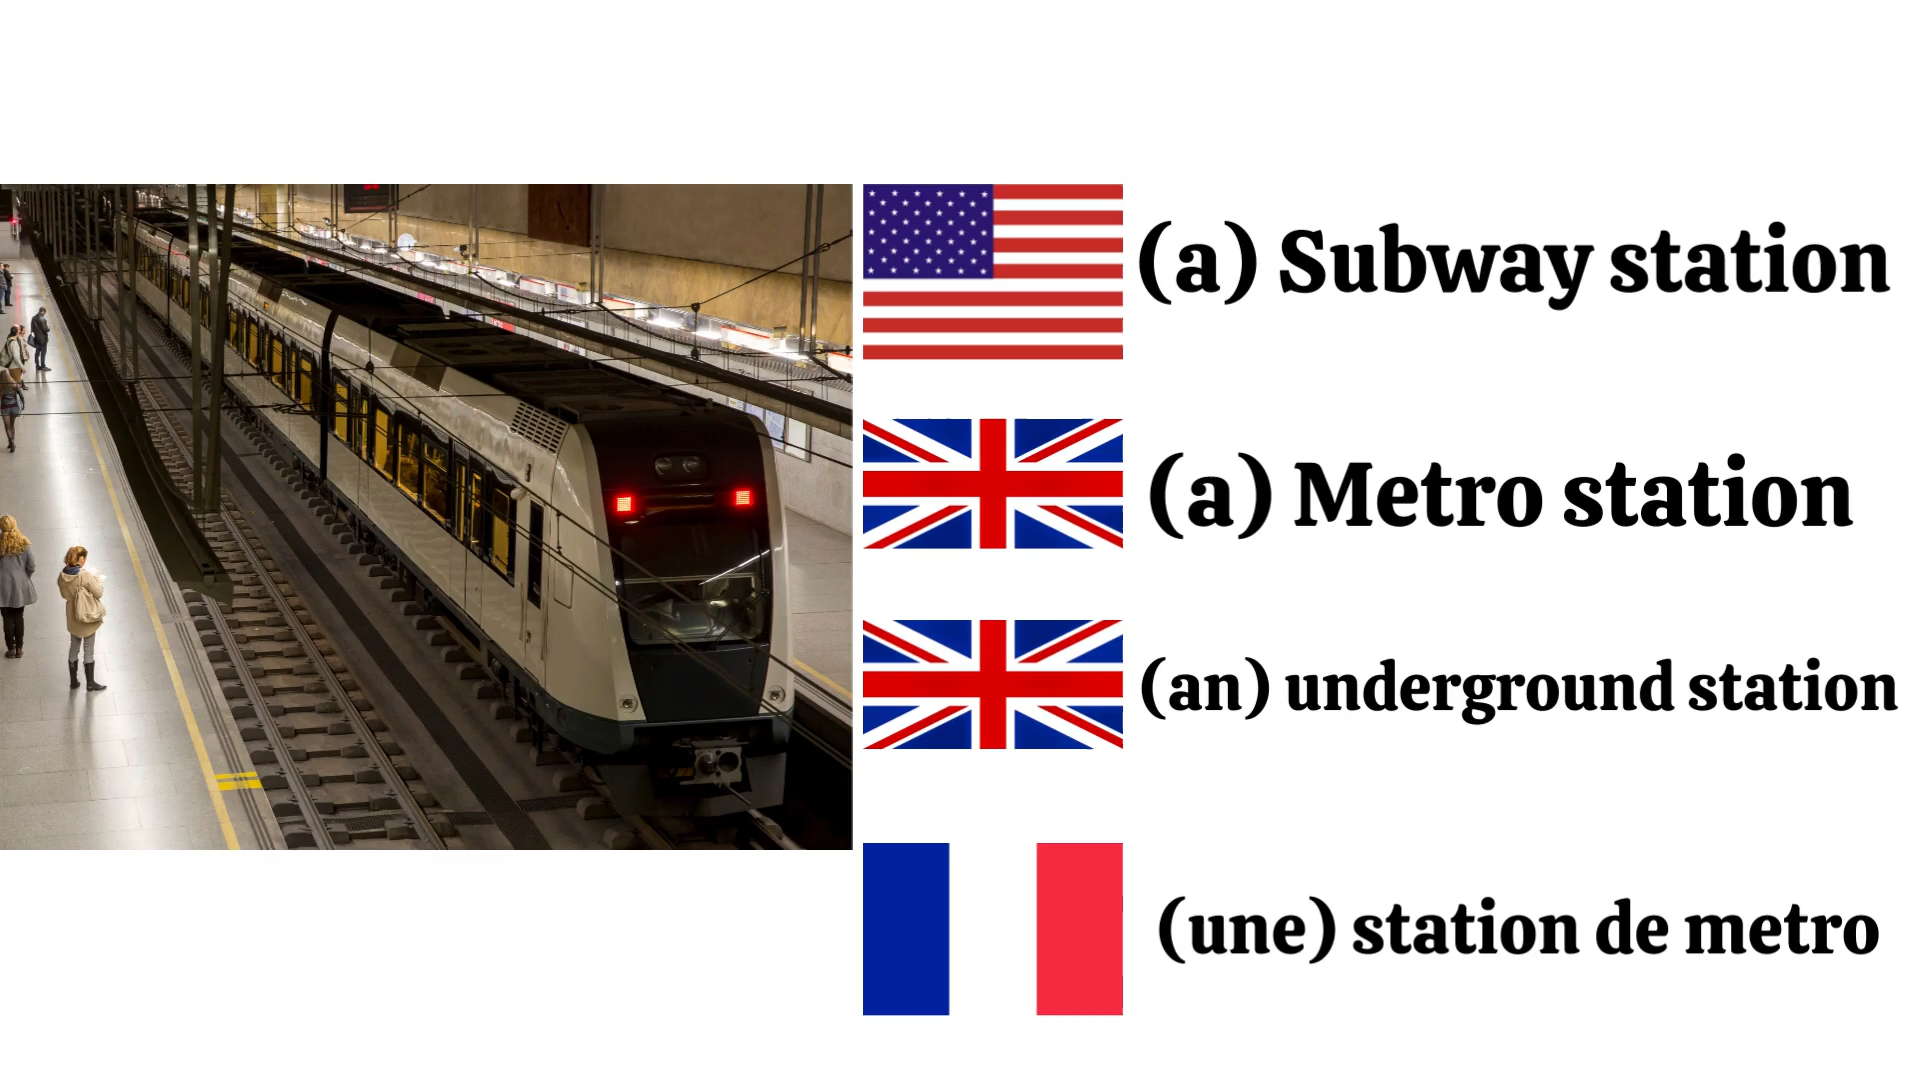 (a) Subway station
(a) Metro station
(an) underground station
(une) station de metro